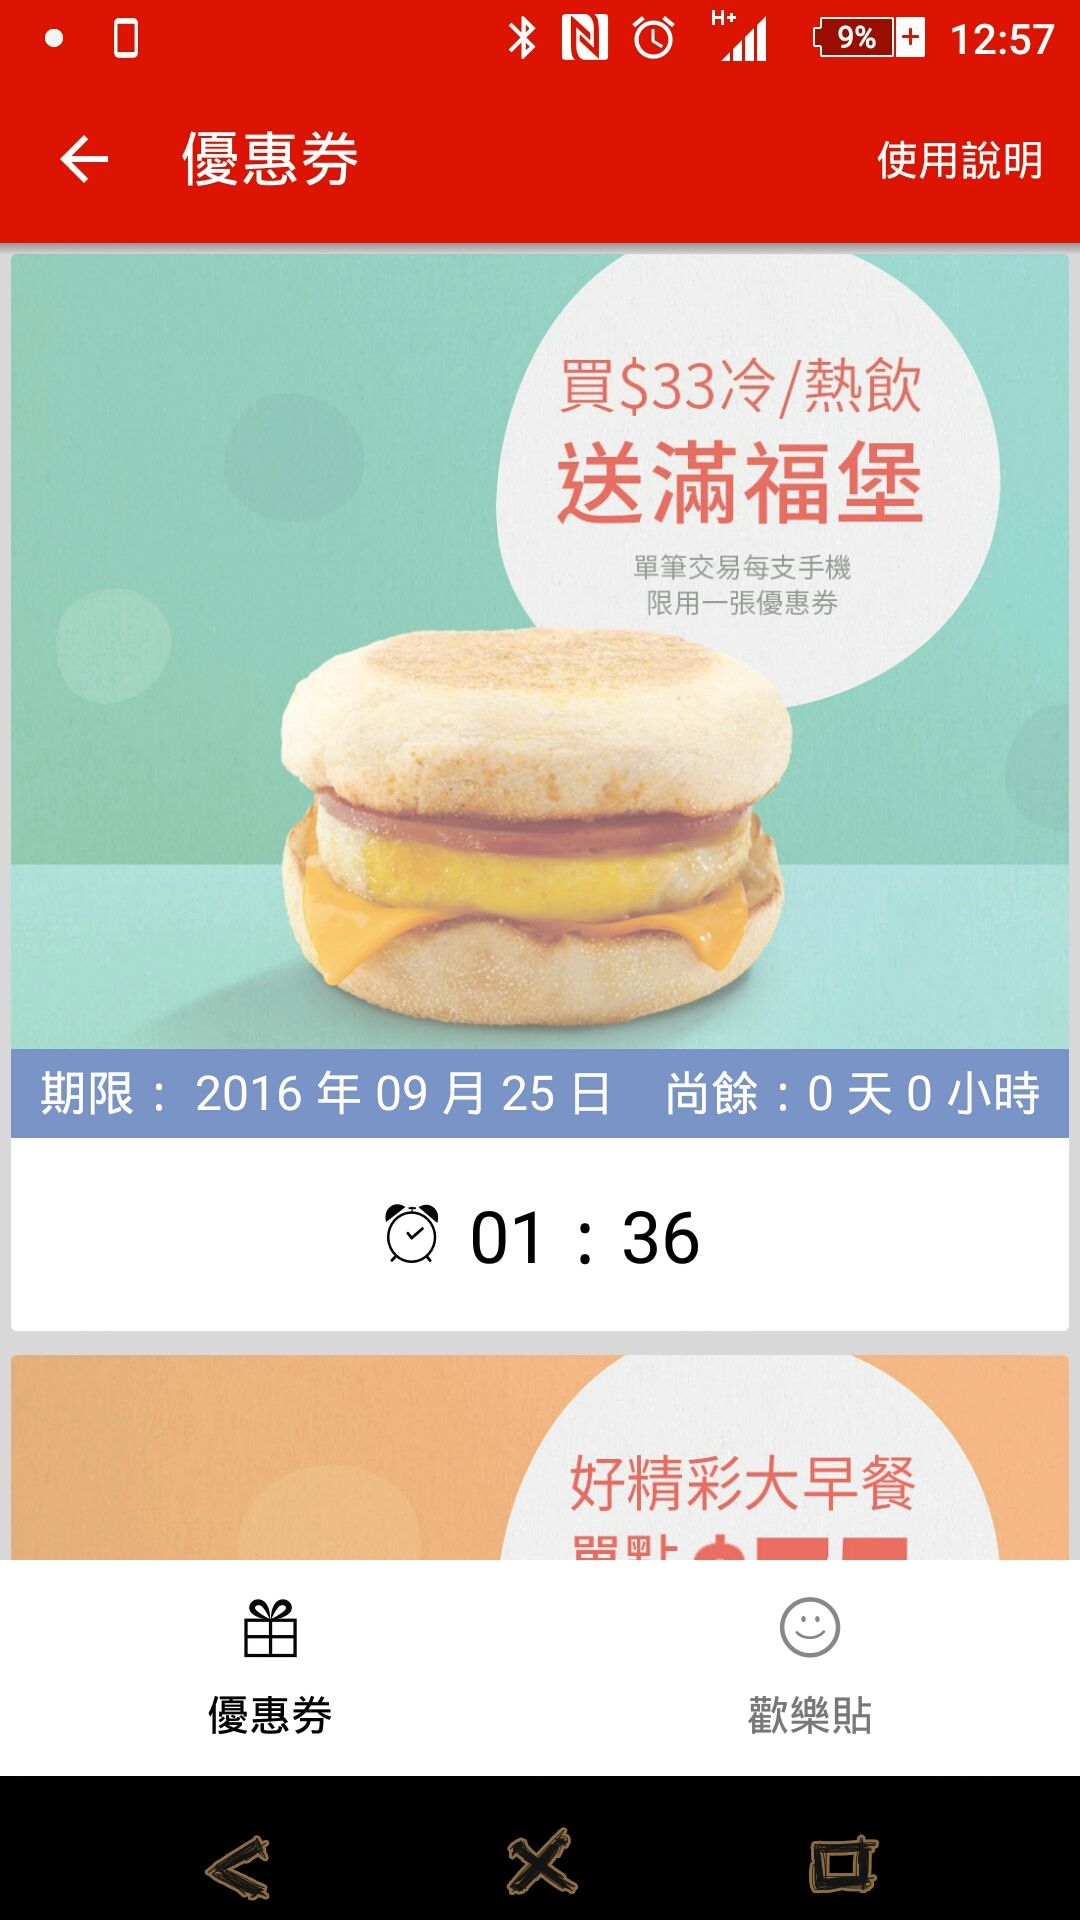 H+
9%
12:57
優惠券
使用說明
買$33冷/熱飲
送滿福堡
單筆交易每支手機
限用一張優惠券
期限： 2016 年 09 月 25 日 尚餘：0 天 0 小時
01 : 36
好精彩大早餐
單點
優惠券
歡樂貼